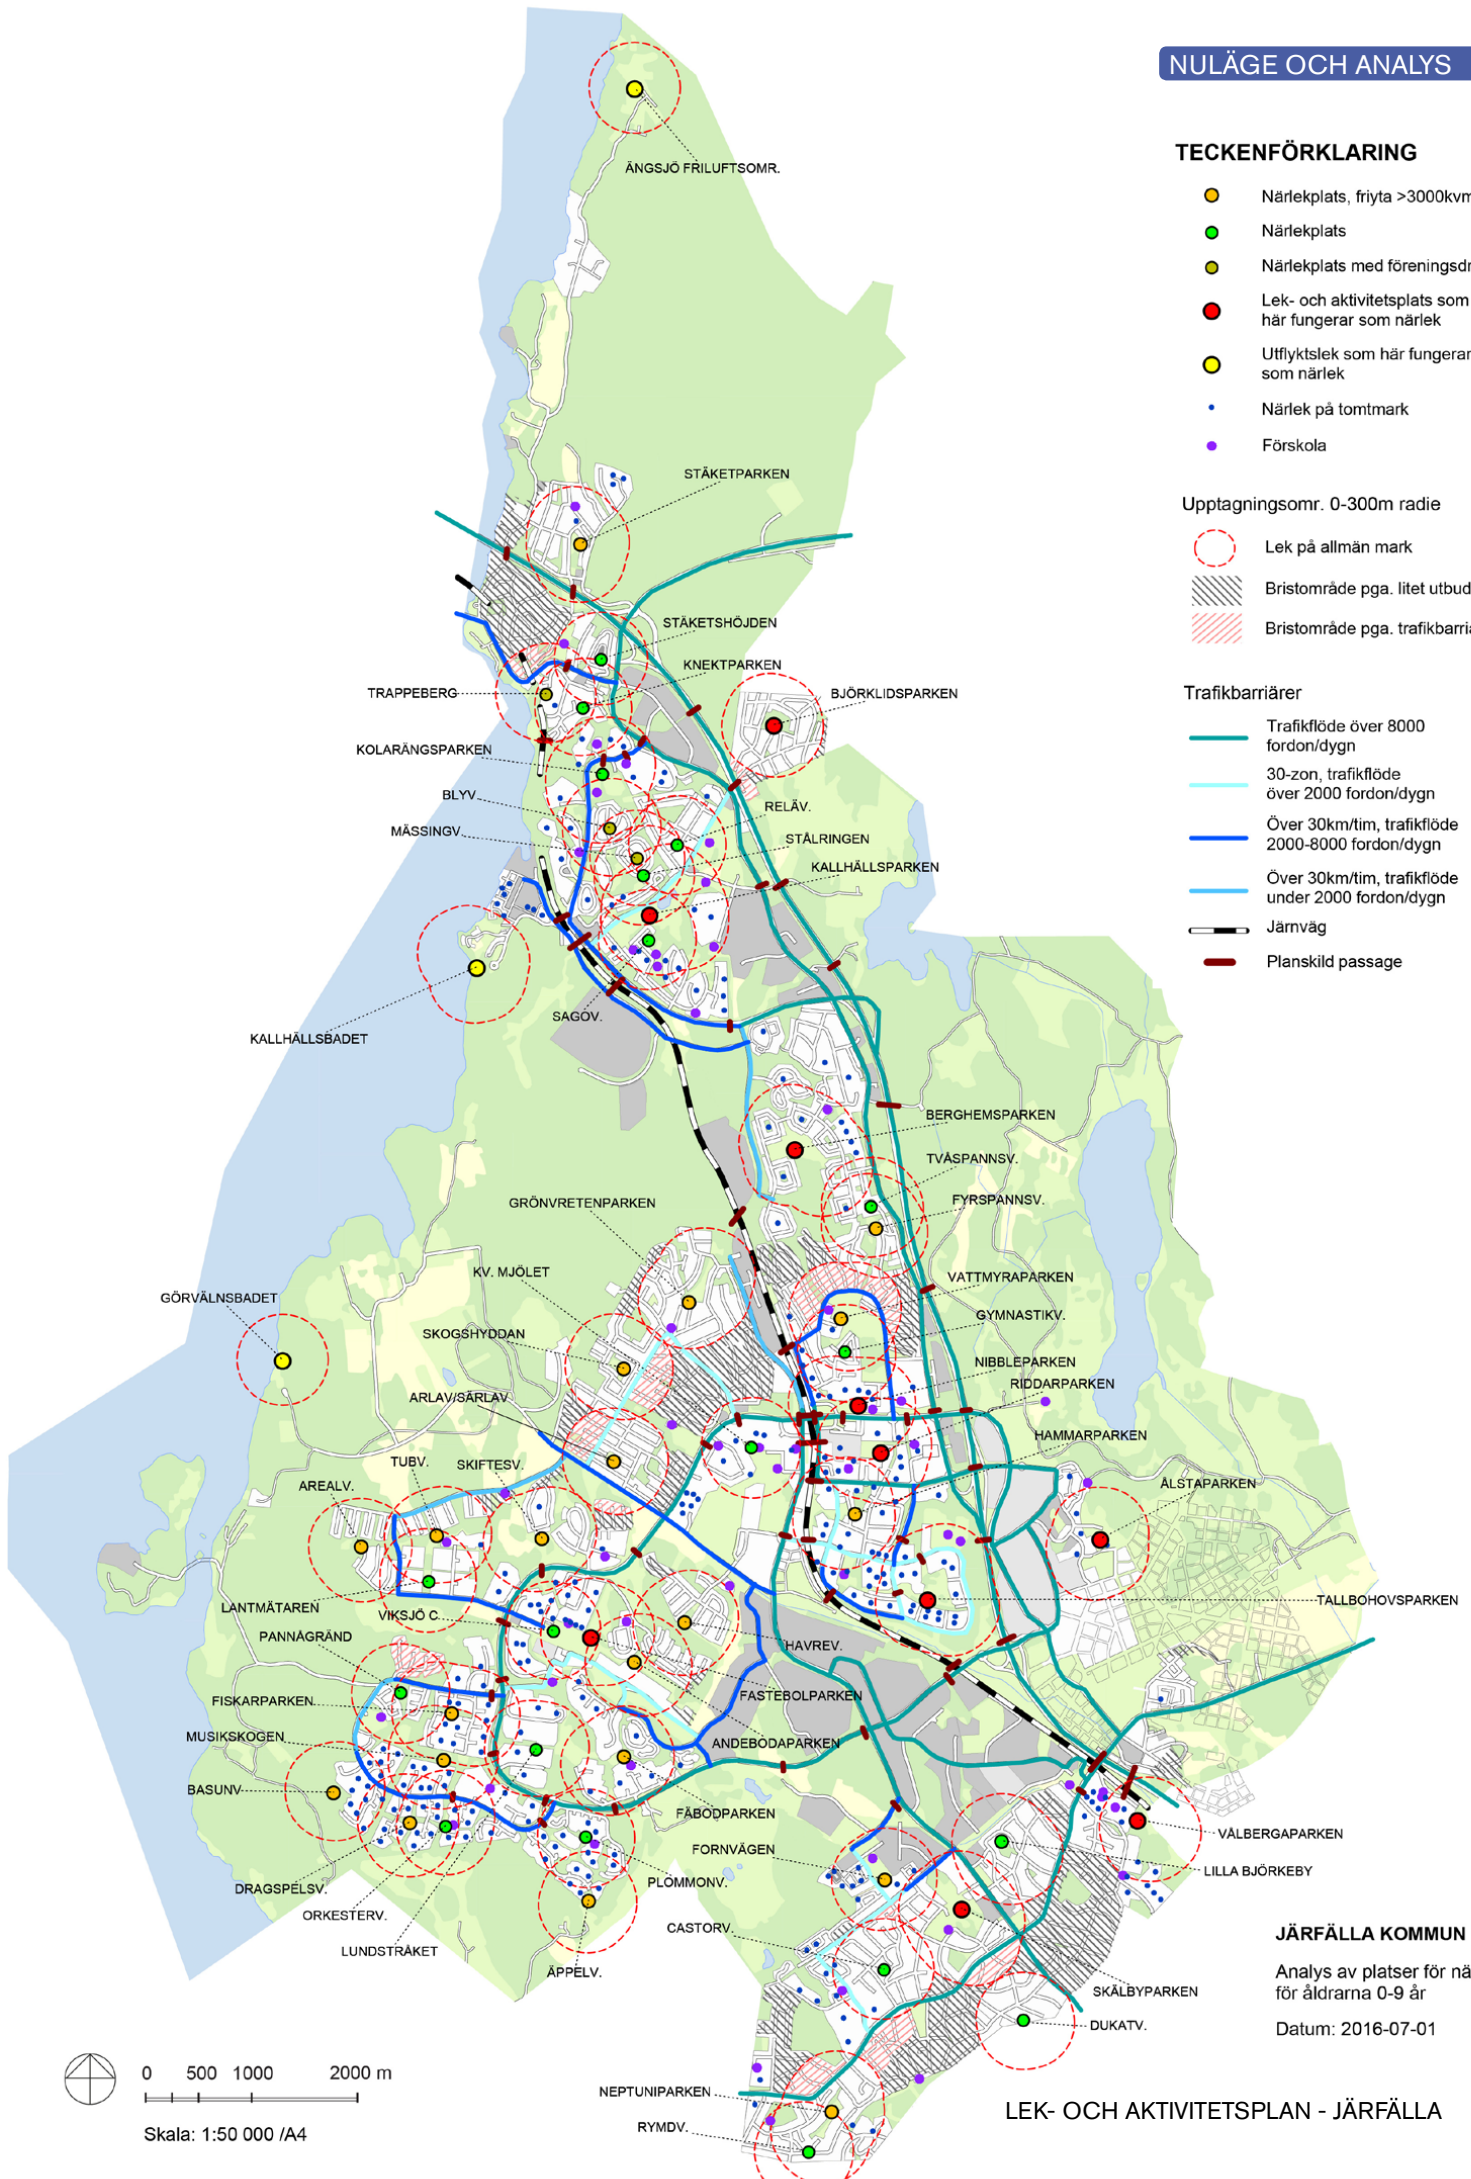 NULÄGE OCH ANALYS
TECKENFÖRKLARING
Närlekplats, friyta >3000kvm
Närlekplats
Närlekplats med föreningsdr
Lek- och aktivitetsplats som
här fungerar som närlek
Utflyktslek som här fungerar
som närlek
Närlek på tomtmark
Förskola
Upptagningsomr. 0-300m radie
Lek på allmän mark
Bristområde pga. litet utbud
Bristområde pga. trafikbarriä
Trafikbarriärer
Trafikflöde över 8000
fordon/dygn
30-zon, trafikflöde
över 2000 fordon/dygn
Över 30km/tim, trafikflöde
2000-8000 fordon/dygn
Över 30km/tim, trafikflöde
under 2000 fordon/dygn
Järnväg
Planskild passage
ÄNGSJÖ FRILUFTSOMR.
STÄKETPARKEN
STÄKETSHÖJDEN
KNEKTPARKEN
TRAPPEBERG
BJÖRKLIDSPARKEN
KOLARÄNGSPARKEN
BLYV.
RELÄV.
MÄSSINGV.
STÅLRINGEN
KALLHÄLLSPARKEN
SAGOV.
KALLHÄLLSBADET
BERGHEMSPARKEN
TVÅSPANNSV.
GRÖNVRETENPARKEN
FYRSPANNSV.
KV. MJÖLET
VATTMYRAPARKEN
GÖRVÄLNSBADET
GYMNASTIKV.
SKOGSHYDDAN
NIBBLEPARKEN
RIDDARPARKEN
ARLAV/SÄRLAV
HAMMARPARKEN
TUBV.
SKIFTESV.
AREALV.
ÅLSTAPARKEN
LANTMÄTAREN
VIKSJÖ C.
TALLBOHOVSPARKEN
PANNÅGRÄND
HAVREV.
FISKARPARKEN
FASTEBOLPARKEN
MUSIKSKOGEN
ANDEBODAPARKEN
BASUNV
FÄBODPARKEN
VÄLBERGAPARKEN
FORNVÄGEN
LILLA BJÖRKEBY
DRAGSPELSV.
PLOMMONV.
ORKESTERV.
CASTORV.
LUNDSTRÅKET
ÄPPELV.
SKÄLBYPARKEN
DUKATV.
NEPTUNIPARKEN
RYMDV.
JÄRFÄLLA KOMMUN
Analys av platser för nä
för åldrarna 0-9 år
Datum: 2016-07-01
0 500 1000 2000 m
Skala: 1:50 000 /A4
LEK- OCH AKTIVITETSPLAN - JÄRFÄLLA